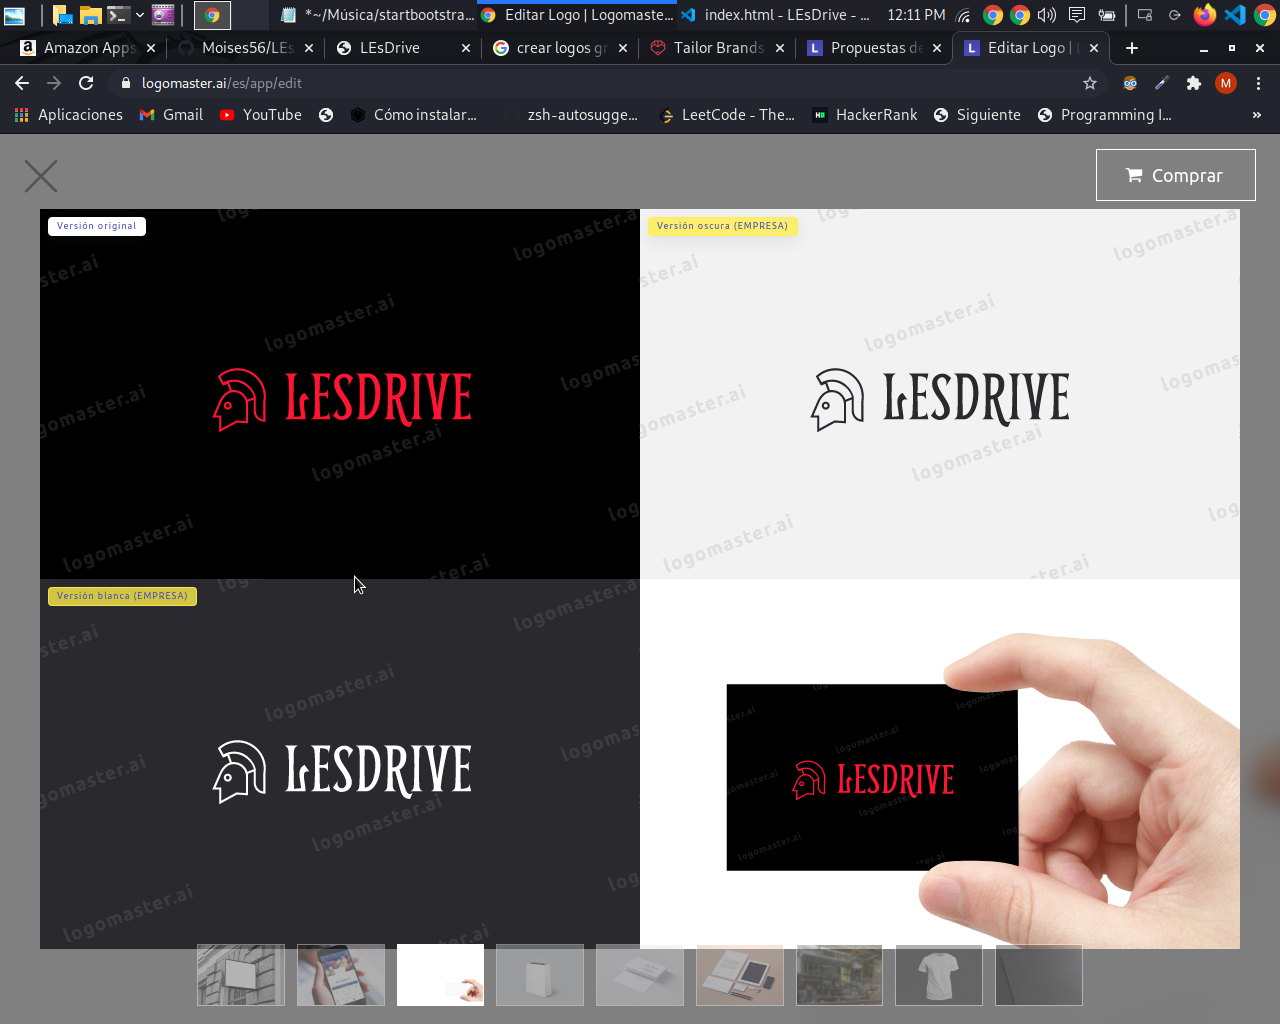 *~/Música/startbootstra...
Editar Logo | Logomaste...
index.html - LEsDrive - ...
12:11 PM
Amazon Apps
Moises56/LEs
LEsDrive
crear logos gr
Tailor Brands
Propuestas de
Editar Logo | L
logomaster.ai/es/app/edit
M
Aplicaciones
Gmail
YouTube
Cómo instalar...
zsh-autosugge...
LeetCode - The...
HackerRank
Siguiente
Programming I...
»
Comprar
Versión original
LESDRIVE
logomaster.ai
Versión oscura (EMPRESA)
LESDRIVE
logomaster.ai
Versión blanca (EMPRESA)
LESDRIVE
logomaster.ai
LESDRIVE
logomaster.ai